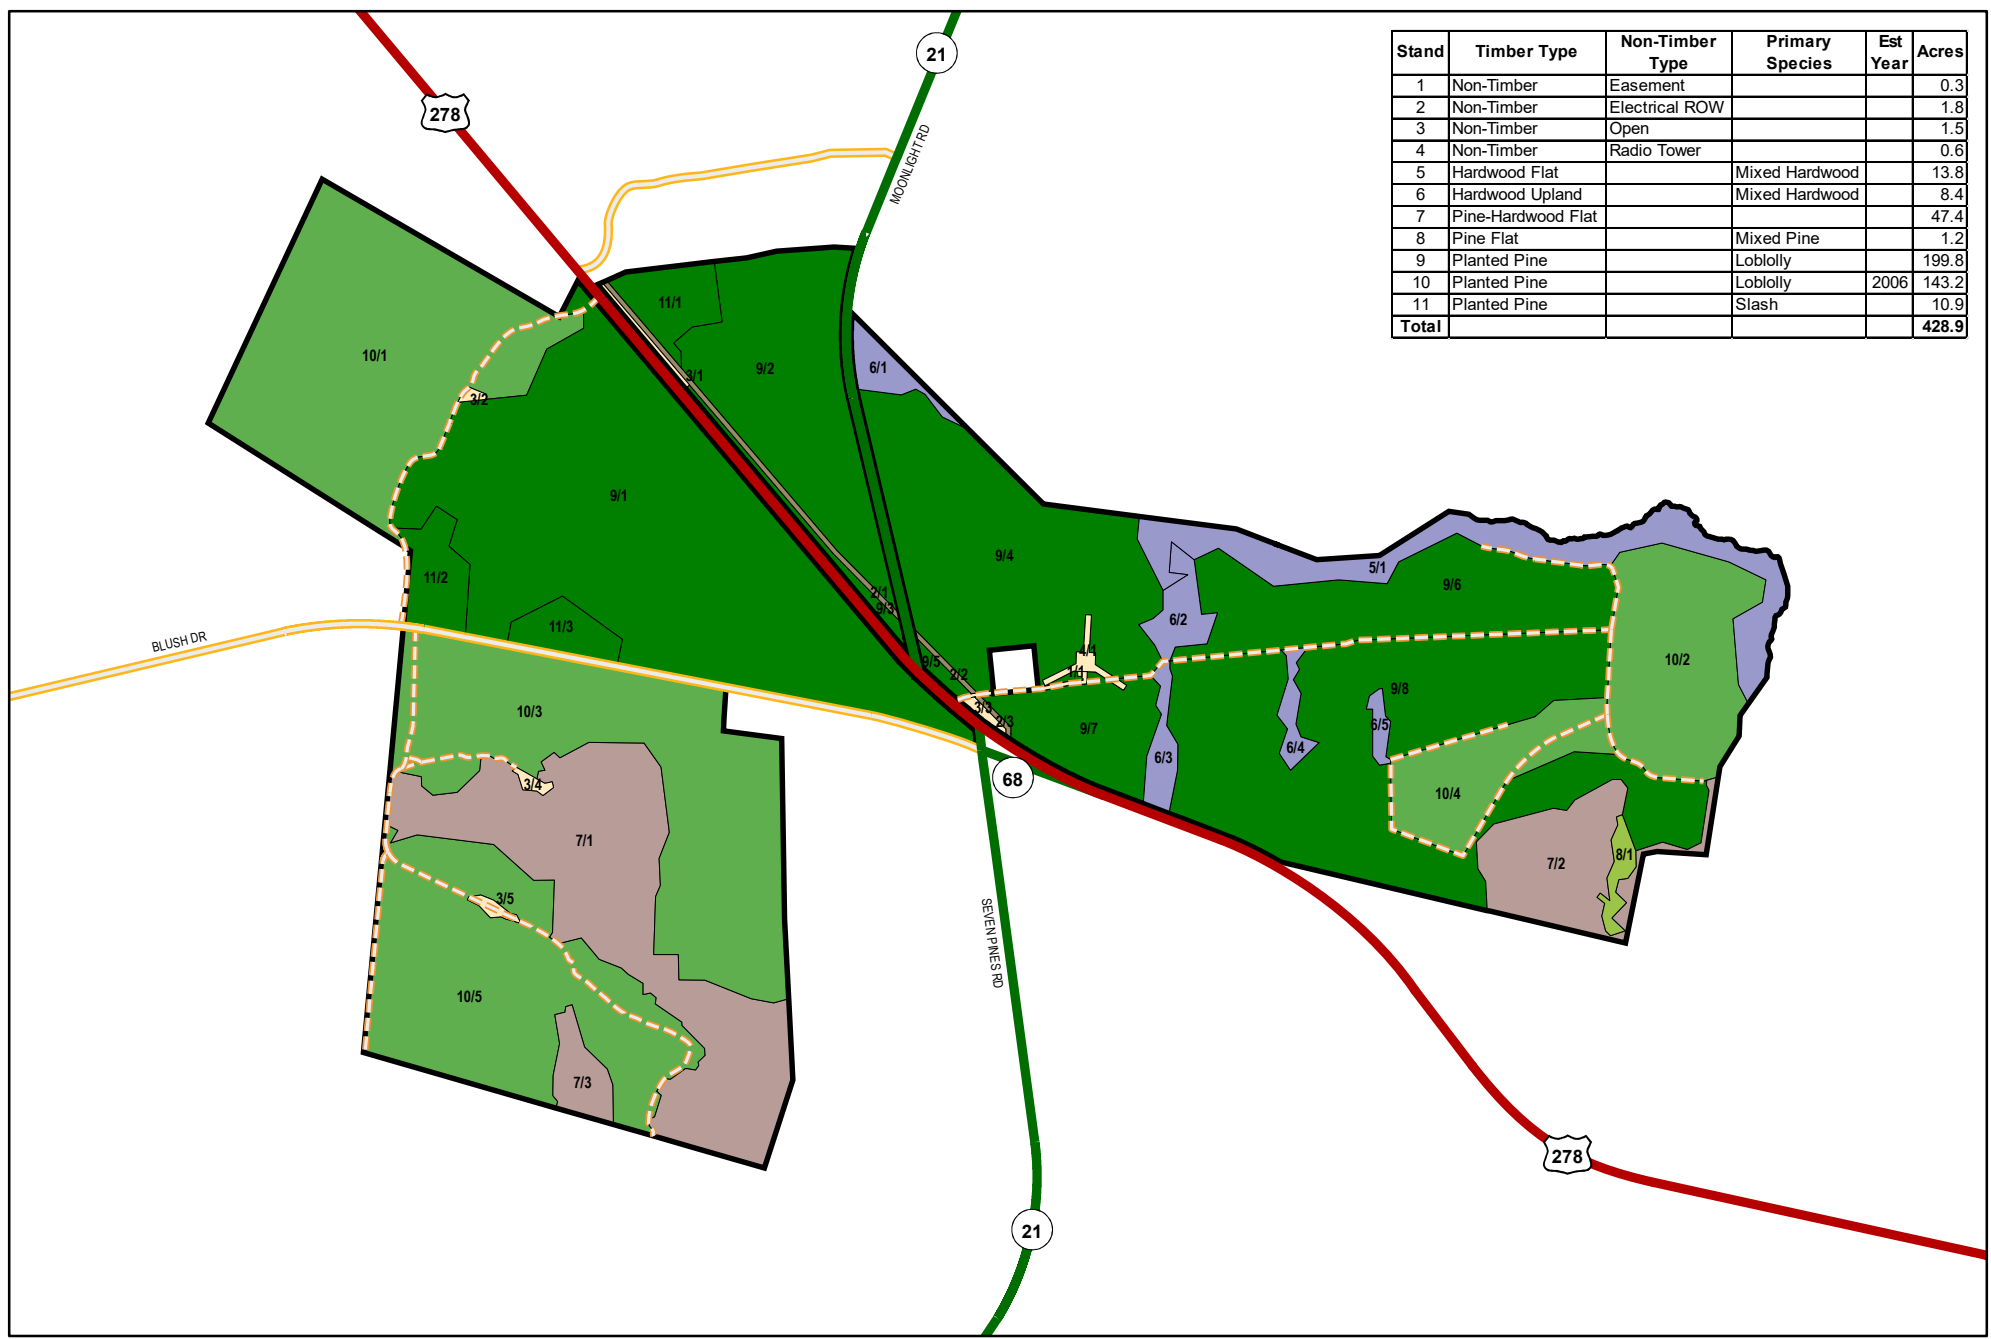 21
278
Stand Timber Type Non-Timber Type Primary Species Est Year Acres
1 Non-Timber Easement 0.3
2 Non-Timber Electrical ROW 1.8
3 Non-Timber Open 1.5
4 Non-Timber Radio Tower 0.6
5 Hardwood Flat Mixed Hardwood 13.8
6 Hardwood Upland Mixed Hardwood 8.4
7 Pine-Hardwood Flat 47.4
8 Pine Flat Mixed Pine 1.2
9 Planted Pine Loblolly 199.8
10 Planted Pine Loblolly 2006 143.2
11 Planted Pine Slash 10.9
Total 428.9
MOONLIGHT RD
11/1
10/1
9/2
6/1
3/1
3/2
9/1
9/4
5/1
11/2
9/6
2/1
9/3
6/2
11/3
BLUSH DR
4/1
9/5
1/1
2/2
10/2
9/8
3/3
2/3
10/3
6/5
9/7
6/4
6/3
68
3/4
10/4
7/1
8/1
7/2
3/5
SEVEN PINES RD
10/5
7/3
278
21